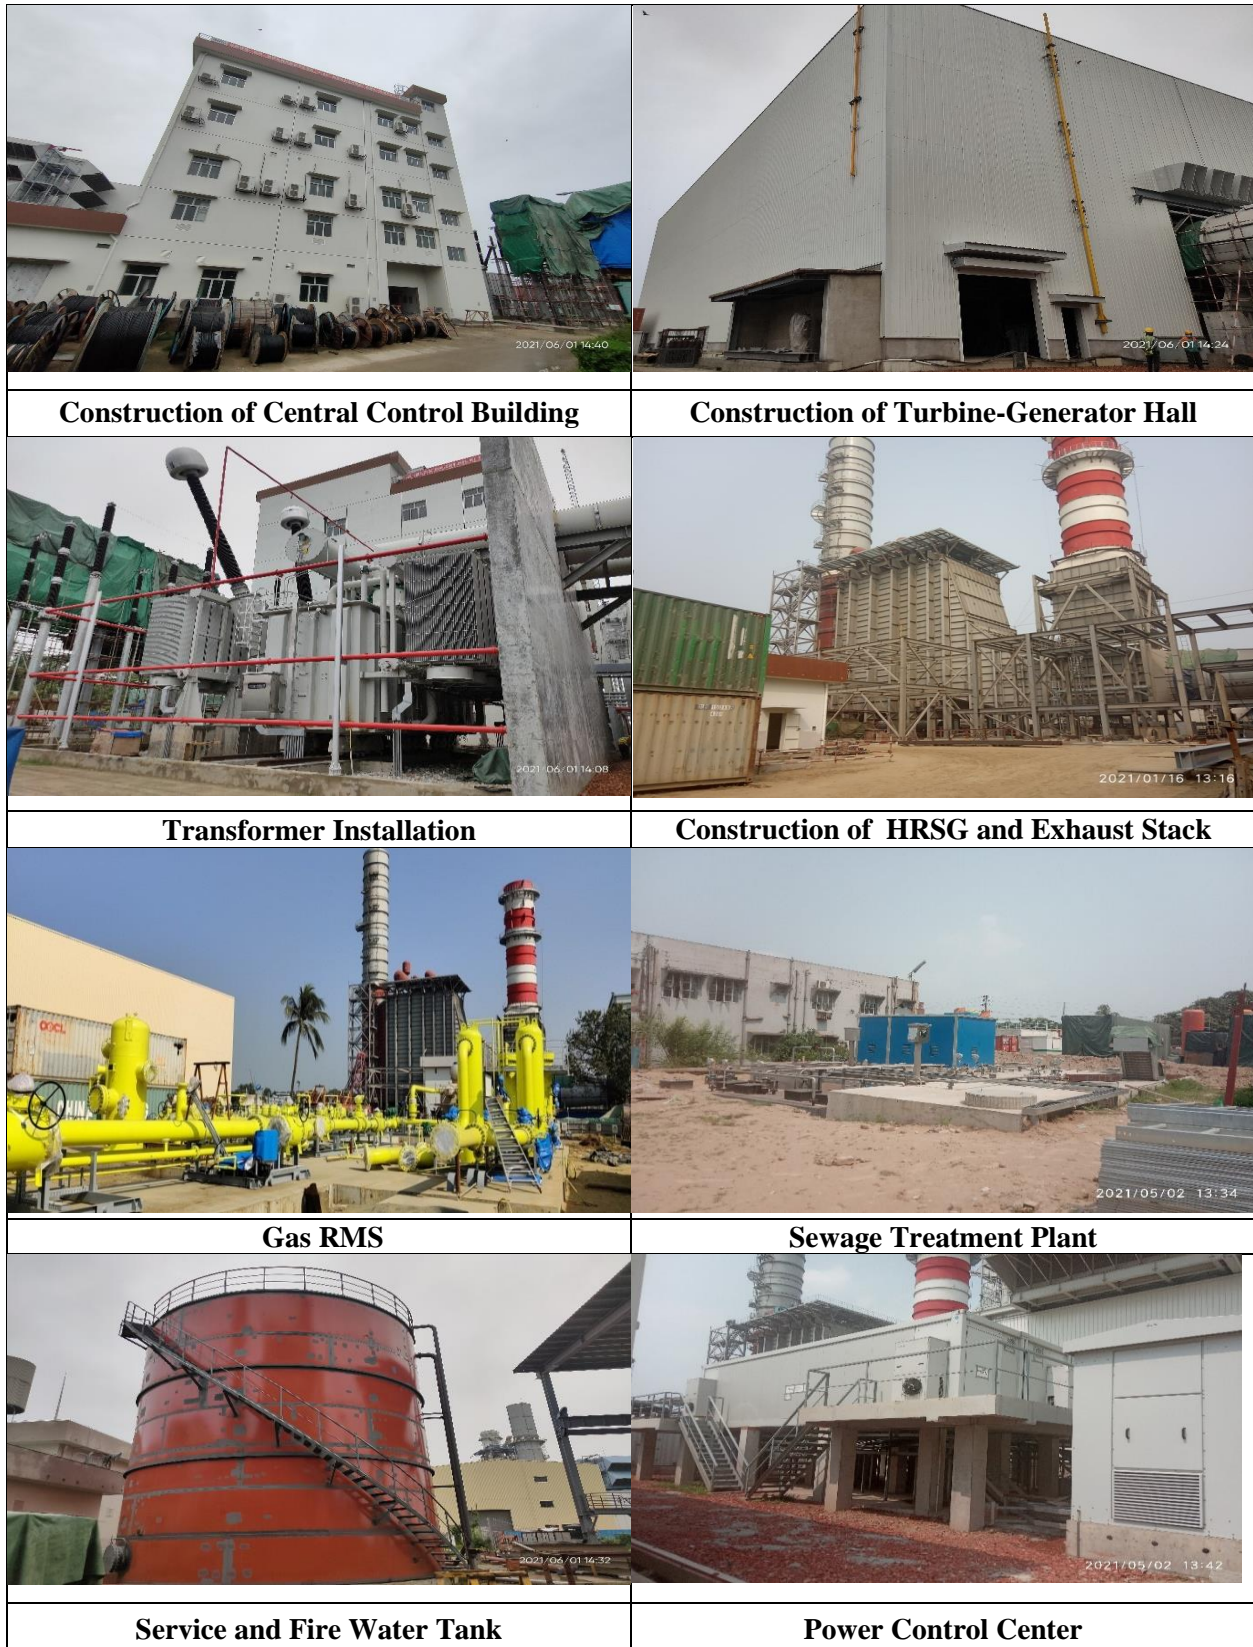 2021/06/01 14:40
2021/06/01 14:24
Construction of Central Control Building
Construction of Turbine-Generator Hall
2021/06/01 14:08
2021/01/16 13:16
Transformer Installation
Construction of HRSG and Exhaust Stack
OOCL
2021/05/02 13:34
Gas RMS
Sewage Treatment Plant
2021/06/01 14:32
2021/05/02 13:42
Service and Fire Water Tank
Power Control Center